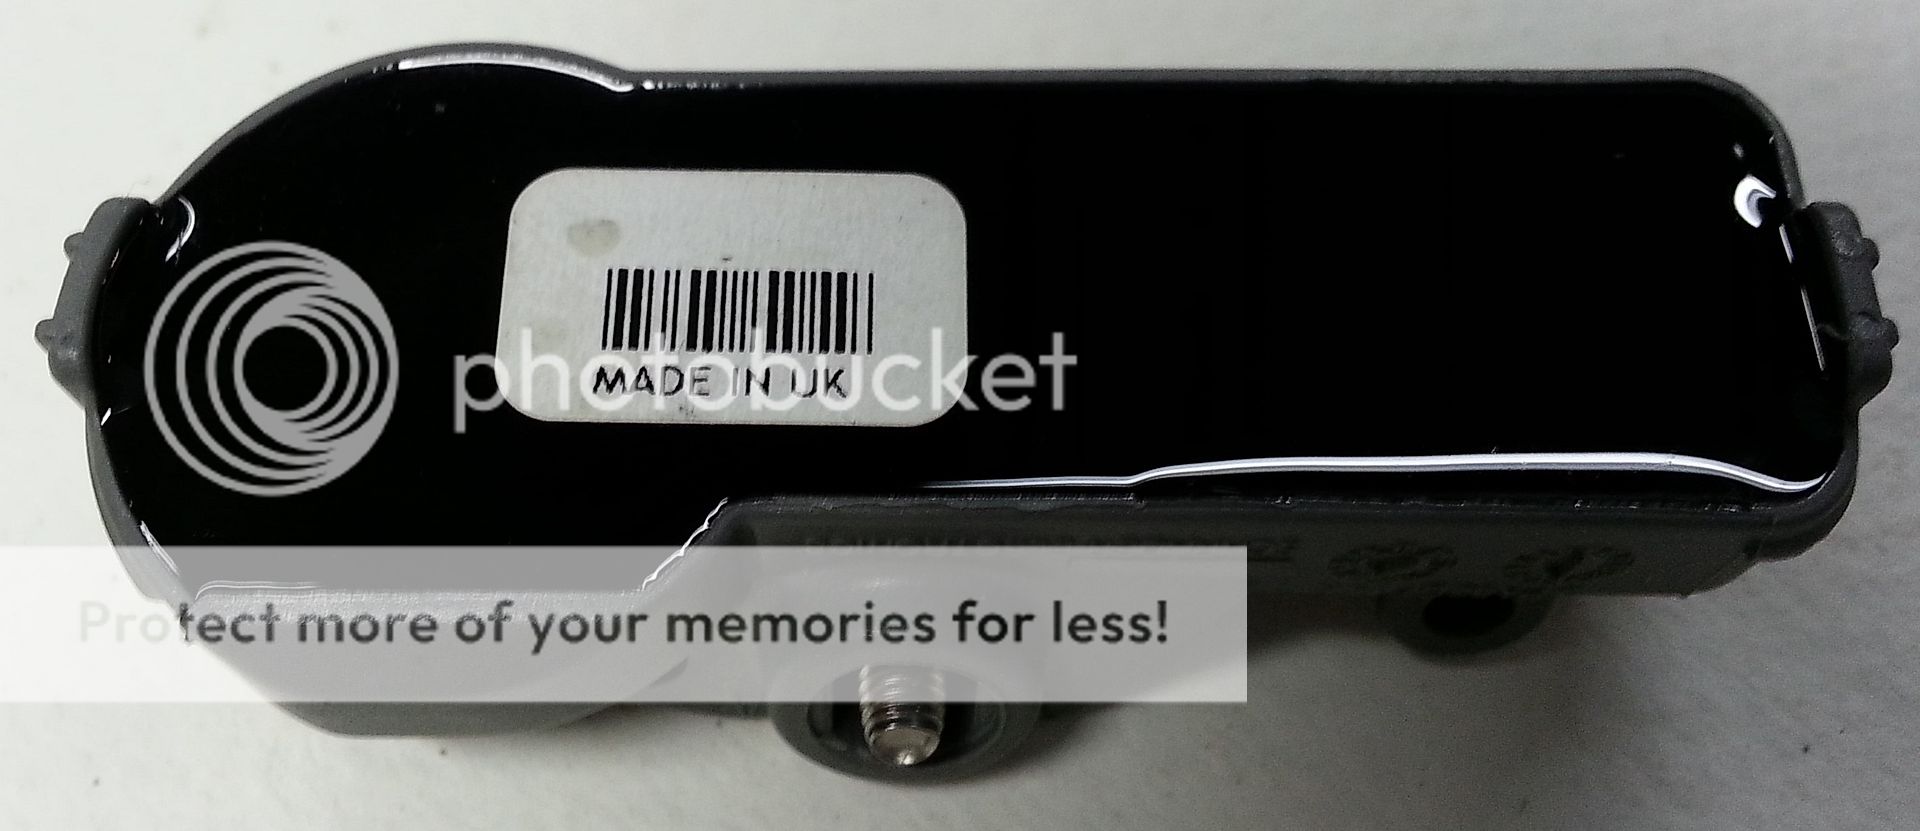 MADE IN UK
photobucket
Protect more of your memories for less!